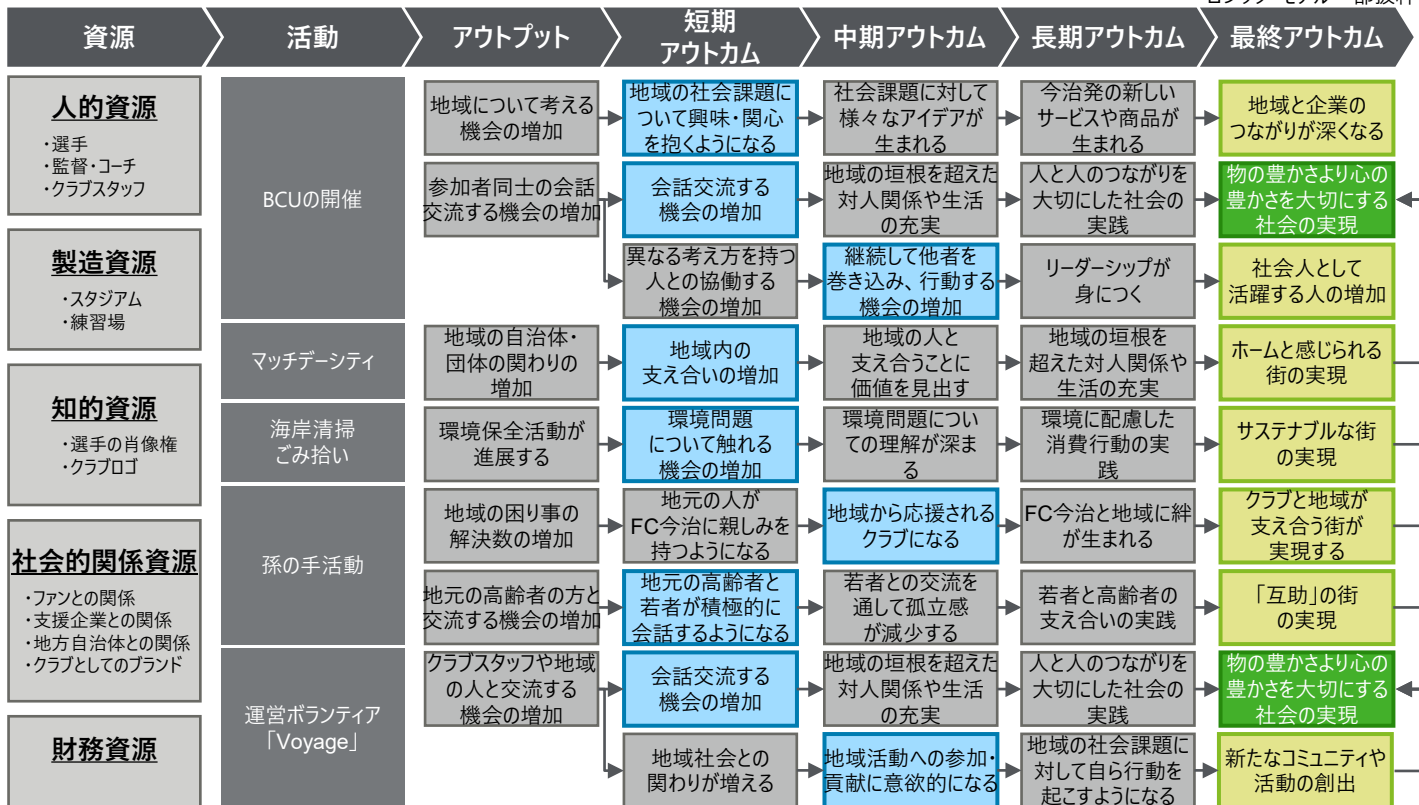 資源
活動
アウトプット
短期
アウトカム
中期アウトカム
長期アウトカム
最終アウトカム
人的資源
・選手
・監督・コーチ
・クラブスタッフ
製造資源
・スタジアム
・練習場
知的資源
・選手の肖像権
・クラブロゴ
社会的関係資源
・ファンとの関係
・支援企業との関係
・地方自治体との関係
・クラブとしてのブランド
財務資源
BCUの開催
マッチデーシティ
海岸清掃
ごみ拾い
孫の手活動
運営ボランティア
「Voyage」
地域について考える
機会の増加
地域の社会課題に
ついて興味・関心
を抱くようになる
社会課題に対して
様々なアイデアが
生まれる
今治発の新しい
サービスや商品が
生まれる
地域と企業の
つながりが深くなる
参加者同士の会話
交流する機会の増加
会話交流する
機会の増加
地域の垣根を超えた
対人関係や生活
の充実
人と人のつながりを
大切にした社会の
実践
物の豊かさより心の
豊かさを大切にする
社会の実現
異なる考え方を持つ
人との協働する
機会の増加
継続して他者を
巻き込み、行動する
機会の増加
リーダーシップが
身につく
社会人として
活躍する人の増加
地域の自治体・
団体の関わりの
増加
地域内の
支え合いの増加
地域の人と
支え合うことに
価値を見出す
地域の垣根を
超えた対人関係や
生活の充実
ホームと感じられる
街の実現
環境保全活動が
進展する
環境問題
について触れる
機会の増加
環境問題につい
ての理解が深ま
る
環境に配慮した
消費行動の実
践
サステナブルな街
の実現
地域の困り事の
解決数の増加
地元の人が
FC今治に親しみを
持つようになる
地域から応援される
クラブになる
FC今治と地域に絆
が生まれる
クラブと地域が
支え合う街が
実現する
地元の高齢者の方と
交流する機会の増加
地元の高齢者と
若者が積極的に
会話するようになる
若者との交流を
通して孤立感
が減少する
若者と高齢者の
支え合いの実践
「互助」の街
の実現
クラブスタッフや地域
の人と交流する
機会の増加
会話交流する
機会の増加
地域の垣根を超えた
対人関係や生活
の充実
人と人のつながりを
大切にした社会の
実践
物の豊かさより心の
豊かさを大切にする
社会の実現
地域社会との
関わりが増える
地域活動への参加・
貢献に意欲的になる
地域の社会課題に
対して自ら行動を
起こすようになる
新たなコミュニティや
活動の創出